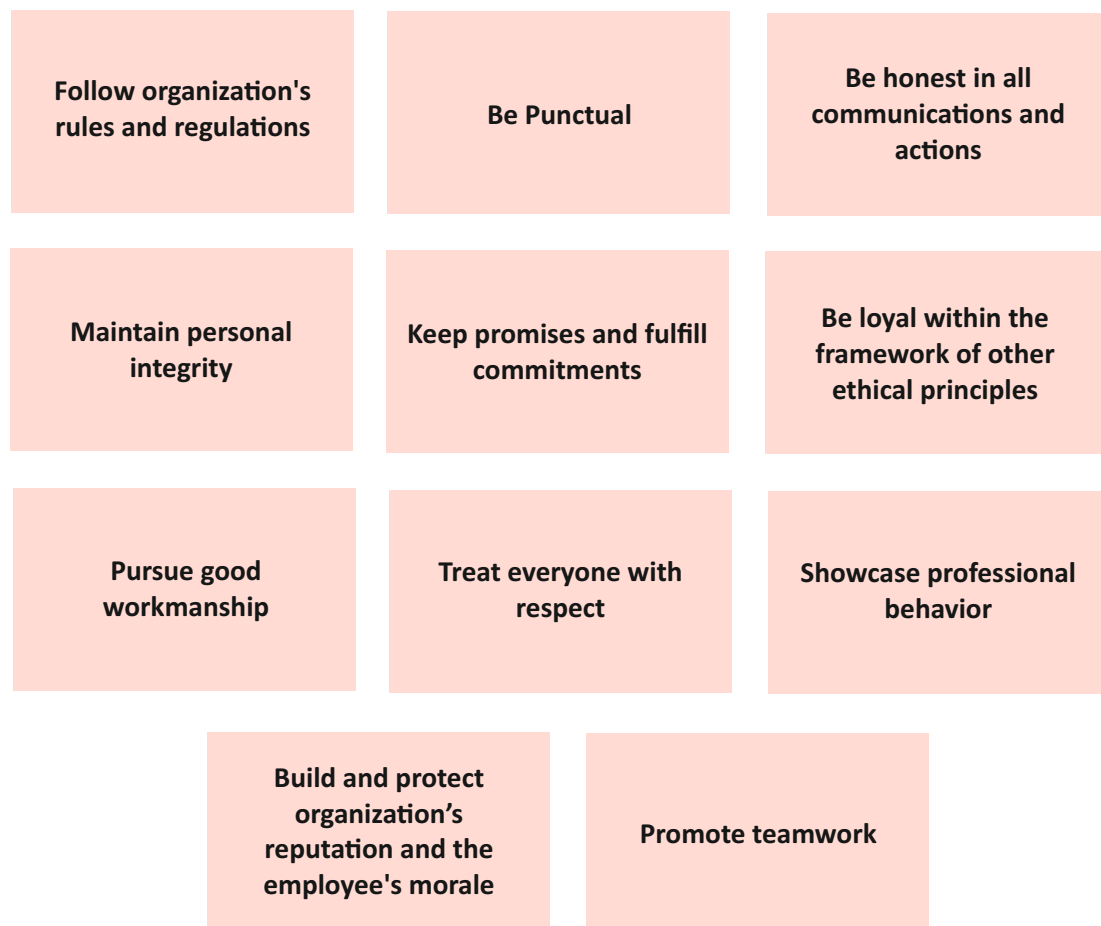 Follow organization's
rules and regulations
Be Punctual
Be honest in all
communications and
actions
Maintain personal
integrity
Keep promises and fulfill
commitments
Be loyal within the
framework of other
ethical principles
Pursue good
workmanship
Treat everyone with
respect
Showcase professional
behavior
Build and protect
organization’s
reputation and the
employee's morale
Promote teamwork